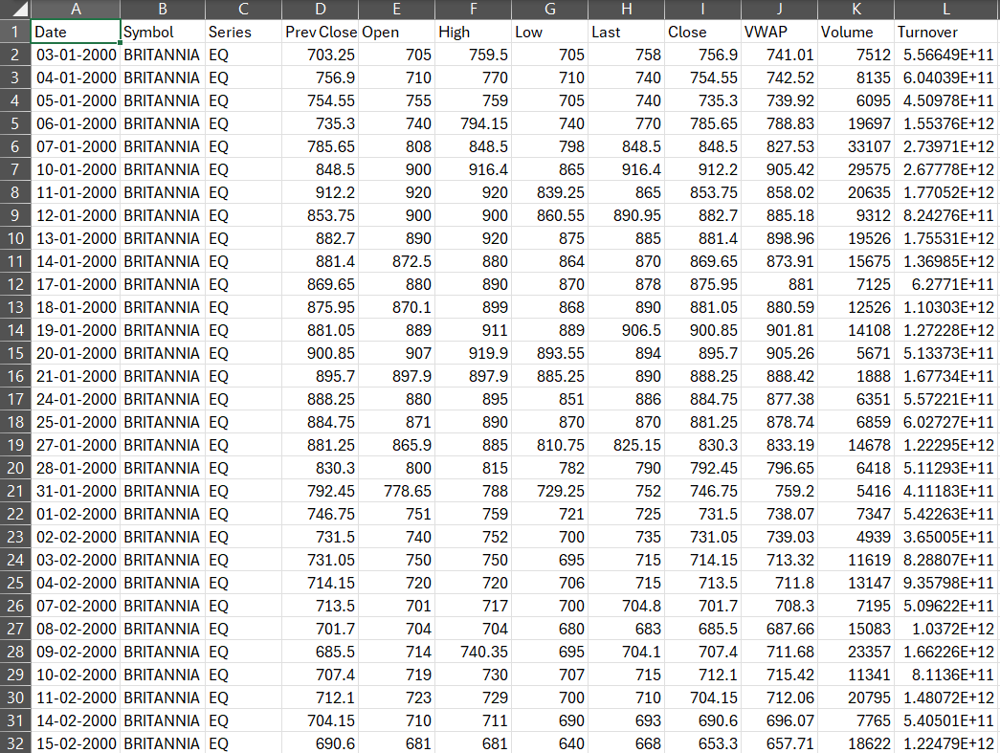 A B C D E F G H I J K L
1 Date Symbol Series Prev Close Open High Low Last Close VWAP Volume Turnover
2 03-01-2000 BRITANNIA EQ 703.25 705 759.5 705 758 756.9 741.01 7512 5.56649E+11
3 04-01-2000 BRITANNIA EQ 756.9 710 770 710 740 754.55 742.52 8135 6.04039E+11
4 05-01-2000 BRITANNIA EQ 754.55 755 759 705 740 735.3 739.92 6095 4.50978E+11
5 06-01-2000 BRITANNIA EQ 735.3 740 794.15 740 770 785.65 788.83 19697 1.55376E+12
6 07-01-2000 BRITANNIA EQ 785.65 808 848.5 798 848.5 848.5 827.53 33107 2.73971E+12
7 10-01-2000 BRITANNIA EQ 848.5 900 916.4 865 916.4 912.2 905.42 29575 2.67778E+12
8 11-01-2000 BRITANNIA EQ 912.2 920 920 839.25 865 853.75 858.02 20635 1.77052E+12
9 12-01-2000 BRITANNIA EQ 853.75 900 900 860.55 890.95 882.7 885.18 9312 8.24276E+11
10 13-01-2000 BRITANNIA EQ 882.7 890 920 875 885 881.4 898.96 19526 1.75531E+12
11 14-01-2000 BRITANNIA EQ 881.4 872.5 880 864 870 869.65 873.91 15675 1.36985E+12
12 17-01-2000 BRITANNIA EQ 869.65 880 890 870 878 875.95 881 7125 6.2771E+11
13 18-01-2000 BRITANNIA EQ 875.95 870.1 899 868 890 881.05 880.59 12526 1.10303E+12
14 19-01-2000 BRITANNIA EQ 881.05 889 911 889 906.5 900.85 901.81 14108 1.27228E+12
15 20-01-2000 BRITANNIA EQ 900.85 907 919.9 893.55 894 895.7 905.26 5671 5.13373E+11
16 21-01-2000 BRITANNIA EQ 895.7 897.9 897.9 885.25 890 888.25 888.42 1888 1.67734E+11
17 24-01-2000 BRITANNIA EQ 888.25 880 895 851 886 884.75 877.38 6351 5.57221E+11
18 25-01-2000 BRITANNIA EQ 884.75 871 890 870 870 881.25 878.74 6859 6.02727E+11
19 27-01-2000 BRITANNIA EQ 881.25 865.9 885 810.75 825.15 830.3 833.19 14678 1.22295E+12
20 28-01-2000 BRITANNIA EQ 830.3 800 815 782 790 792.45 796.65 6418 5.11293E+11
21 31-01-2000 BRITANNIA EQ 792.45 778.65 788 729.25 752 746.75 759.2 5416 4.11183E+11
22 01-02-2000 BRITANNIA EQ 746.75 751 759 721 725 731.5 738.07 7347 5.42263E+11
23 02-02-2000 BRITANNIA EQ 731.5 740 752 700 735 731.05 739.03 4939 3.65005E+11
24 03-02-2000 BRITANNIA EQ 731.05 750 750 695 715 714.15 713.32 11619 8.28807E+11
25 04-02-2000 BRITANNIA EQ 714.15 720 720 706 715 713.5 711.8 13147 9.35798E+11
26 07-02-2000 BRITANNIA EQ 713.5 701 717 700 704.8 701.7 708.3 7195 5.09622E+11
27 08-02-2000 BRITANNIA EQ 701.7 704 704 680 683 685.5 687.66 15083 1.0372E+12
28 09-02-2000 BRITANNIA EQ 685.5 714 740.35 695 704.1 707.4 711.68 23357 1.66226E+12
29 10-02-2000 BRITANNIA EQ 707.4 719 730 707 715 712.1 715.42 11341 8.1136E+11
30 11-02-2000 BRITANNIA EQ 712.1 723 729 700 710 704.15 712.06 20795 1.48072E+12
31 14-02-2000 BRITANNIA EQ 704.15 710 711 690 693 690.6 696.07 7765 5.40501E+11
32 15-02-2000 BRITANNIA EQ 690.6 681 681 640 668 653.3 657.71 18622 1.22479E+12